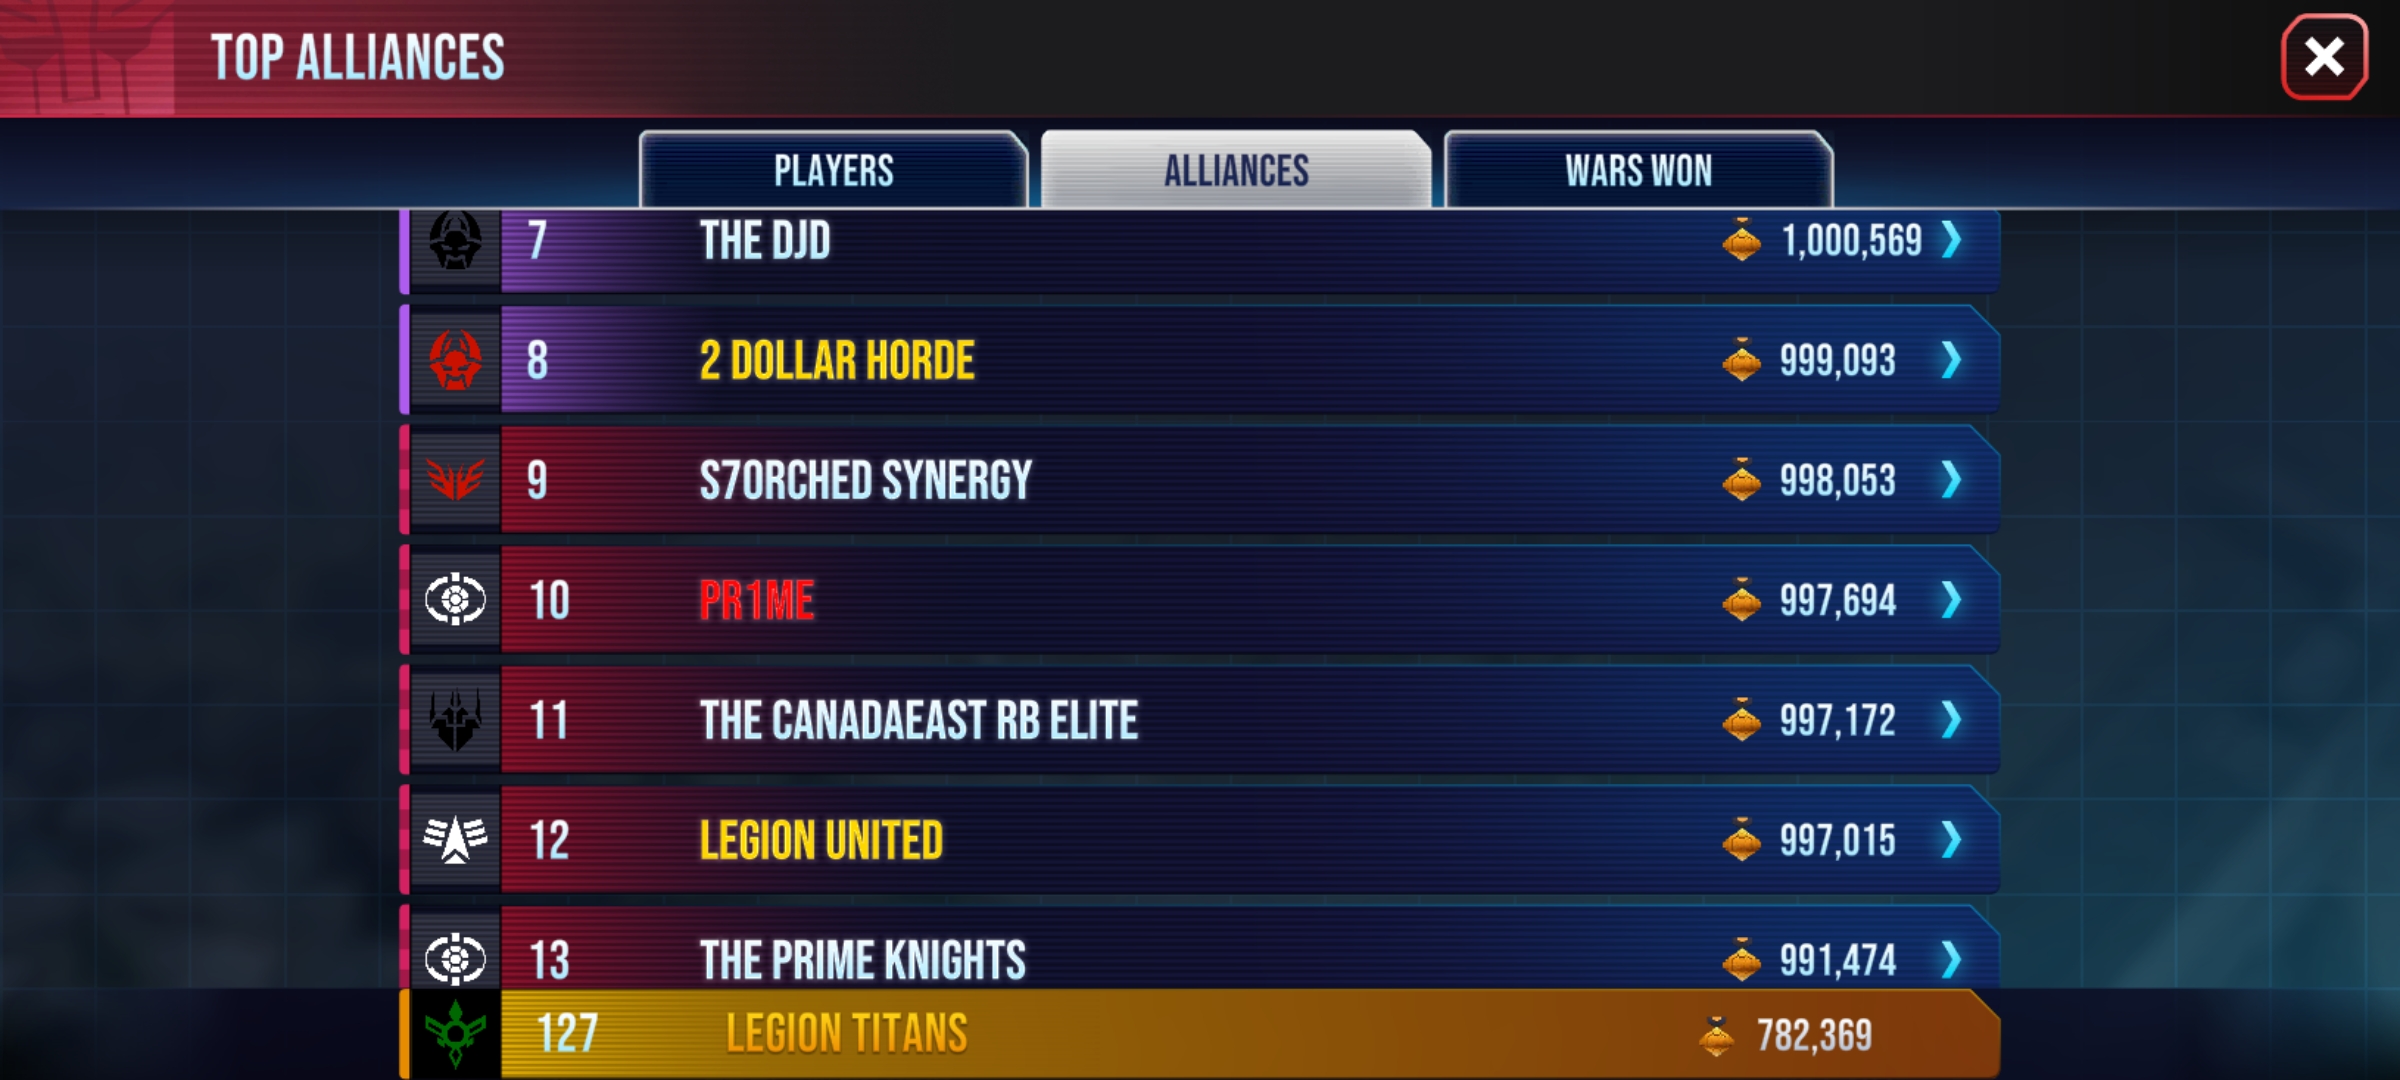 TOP ALLIANCES
PLAYERS ALLIANCES WARS WON
7 THE DJD 1,000,569
8 2 DOLLAR HORDE 999,093
9 S7ORCHED SYNERGY 998,053
10 PR1ME 997,694
11 THE CANADAEAST RB ELITE 997,172
12 LEGION UNITED 997,015
13 THE PRIME KNIGHTS 991,474
127 LEGION TITANS 782,369